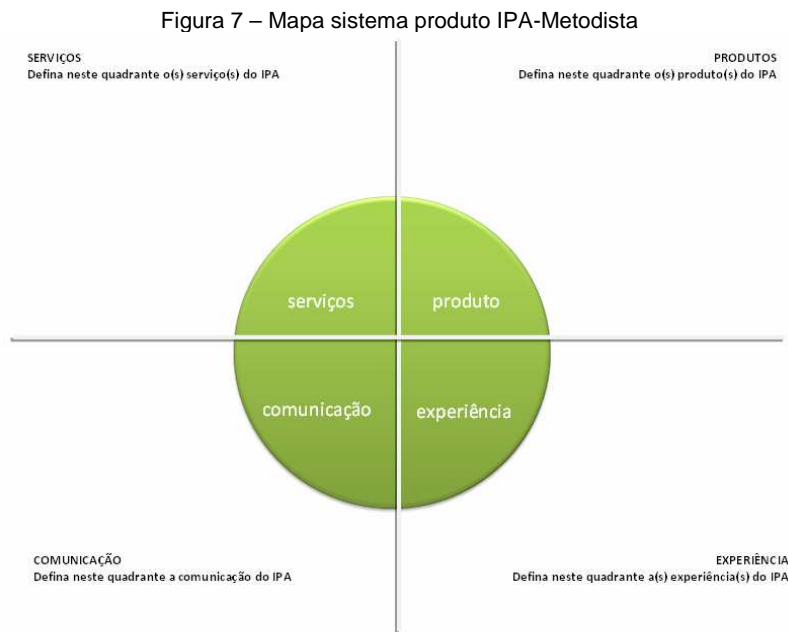 Figura 7 – Mapa sistema produto IPA-Metodista
SERVIÇOS
Defina neste quadrante o(s) serviço(s) do IPA
PRODUTOS
Defina neste quadrante o(s) produto(s) do IPA
serviços
produto
comunicação
experiência
COMUNICAÇÃO
Defina neste quadrante a comunicação do IPA
EXPERIÊNCIA
Defina neste quadrante a(s) experiência(s) do IPA